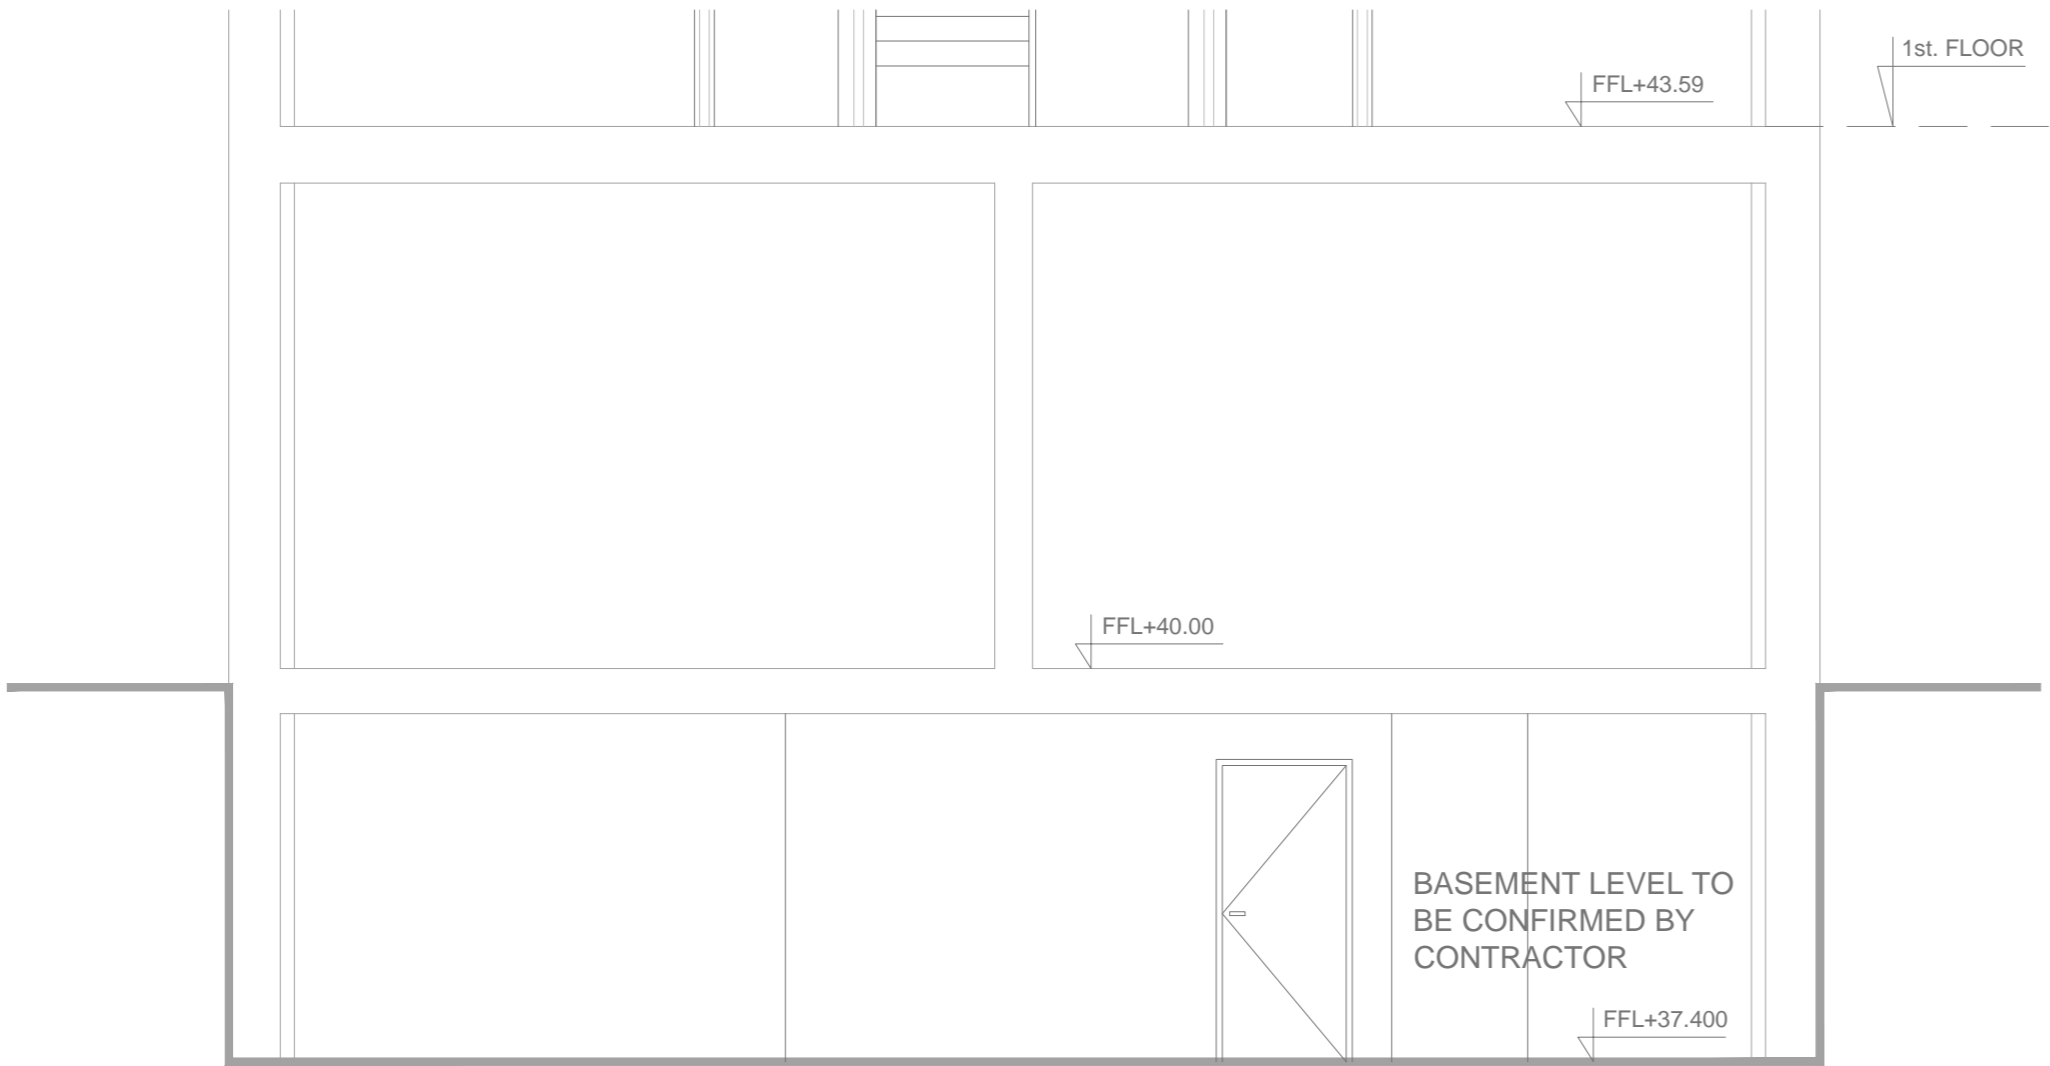 1st. FLOOR
FFL+43.59
FFL+40.00
BASEMENT LEVEL TO
BE CONFIRMED BY
CONTRACTOR
FFL+37.400